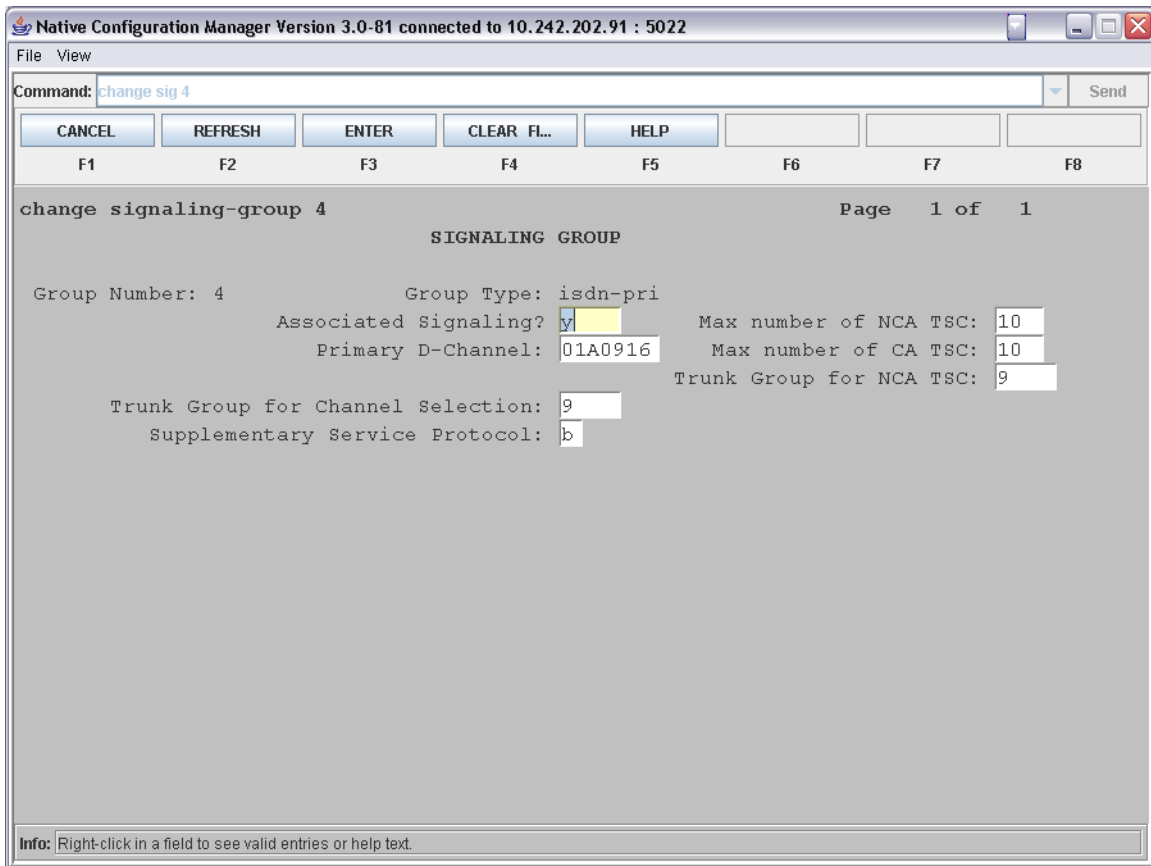 Native Configuration Manager Version 3.0-81 connected to 10.242.202.91 : 5022
File View
Command: change sig 4 Send
CANCEL REFRESH ENTER CLEAR FI... HELP
F1 F2 F3 F4 F5 F6 F7 F8
change signaling-group 4 Page 1 of 1
SIGNALING GROUP
Group Number: 4 Group Type: isdn-pri
Associated Signaling? y Max number of NCA TSC: 10
Primary D-Channel: 01A0916 Max number of CA TSC: 10
Trunk Group for NCA TSC: 9
Trunk Group for Channel Selection: 9
Supplementary Service Protocol: b
Info: Right-click in a field to see valid entries or help text.